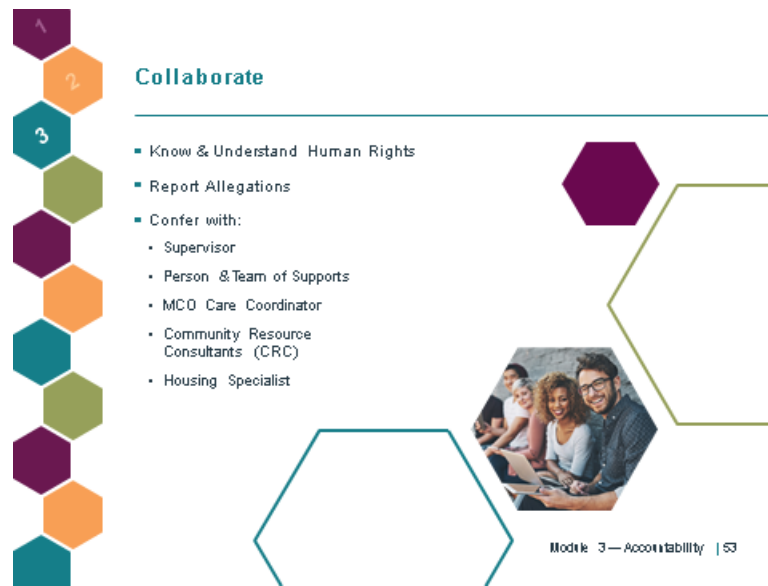 1
2
3
Collaborate
Know & Understand Human Rights
Report Allegations
Confer with:
Supervisor
Person & Team of Supports
MCO Care Coordinator
Community Resource
Consultants (CRC)
Housing Specialist
Module 3 — Accountability | 53